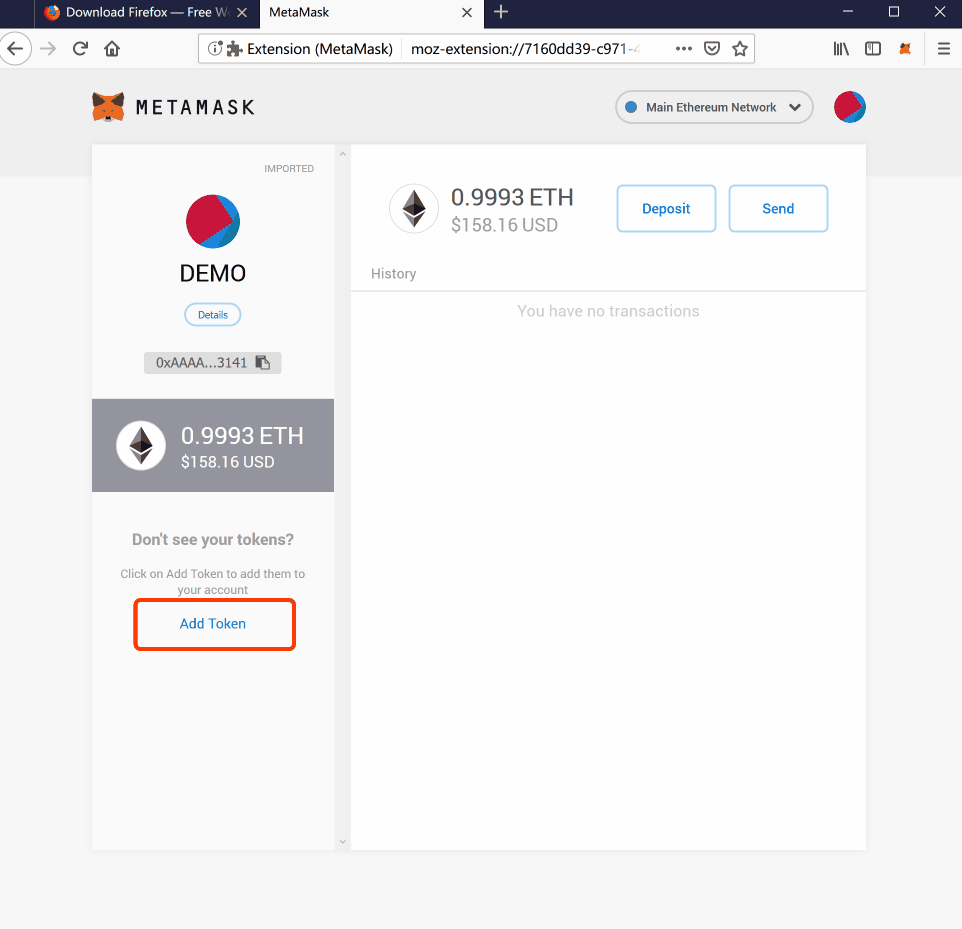 Download Firefox — Free W
MetaMask
Extension (MetaMask)
moz-extension://7160dd39-c971-
METAMASK
Main Ethereum Network
IMPORTED
DEMO
Details
0xAAAA...3141
0.9993 ETH
$158.16 USD
Don't see your tokens?
Click on Add Token to add them to
your account
Add Token
0.9993 ETH
$158.16 USD
Deposit
Send
History
You have no transactions